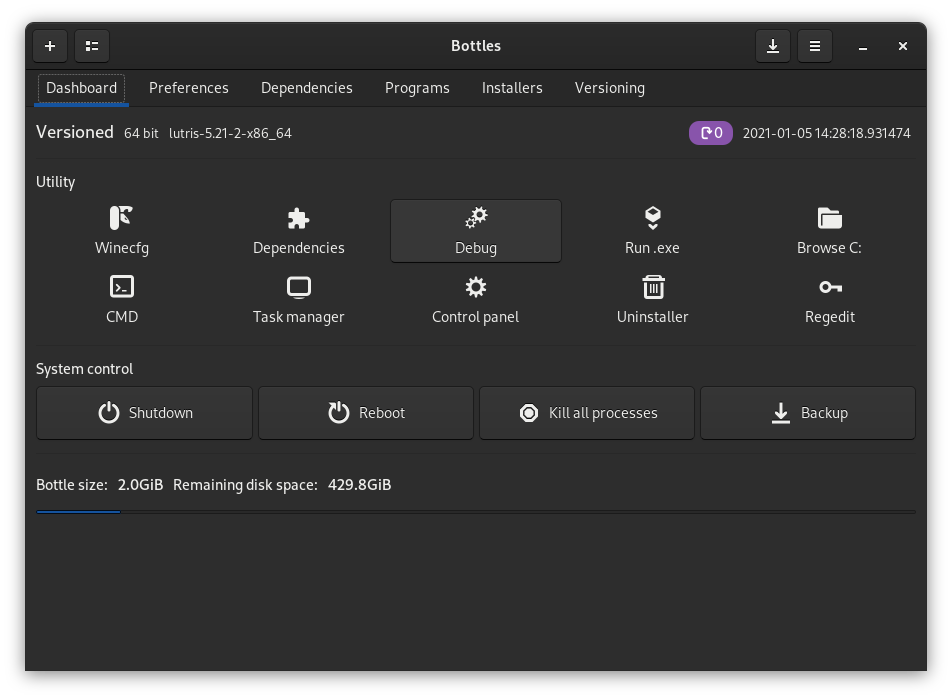 Bottles
Dashboard Preferences Dependencies Programs Installers Versioning
Versioned 64 bit lutris-5.21-2-x86_64 0 2021-01-05 14:28:18.931474
Utility
Winecfg Dependencies Debug Run .exe Browse C:
CMD Task manager Control panel Uninstaller Regedit
System control
Shutdown Reboot Kill all processes Backup
Bottle size: 2.0GiB Remaining disk space: 429.8GiB